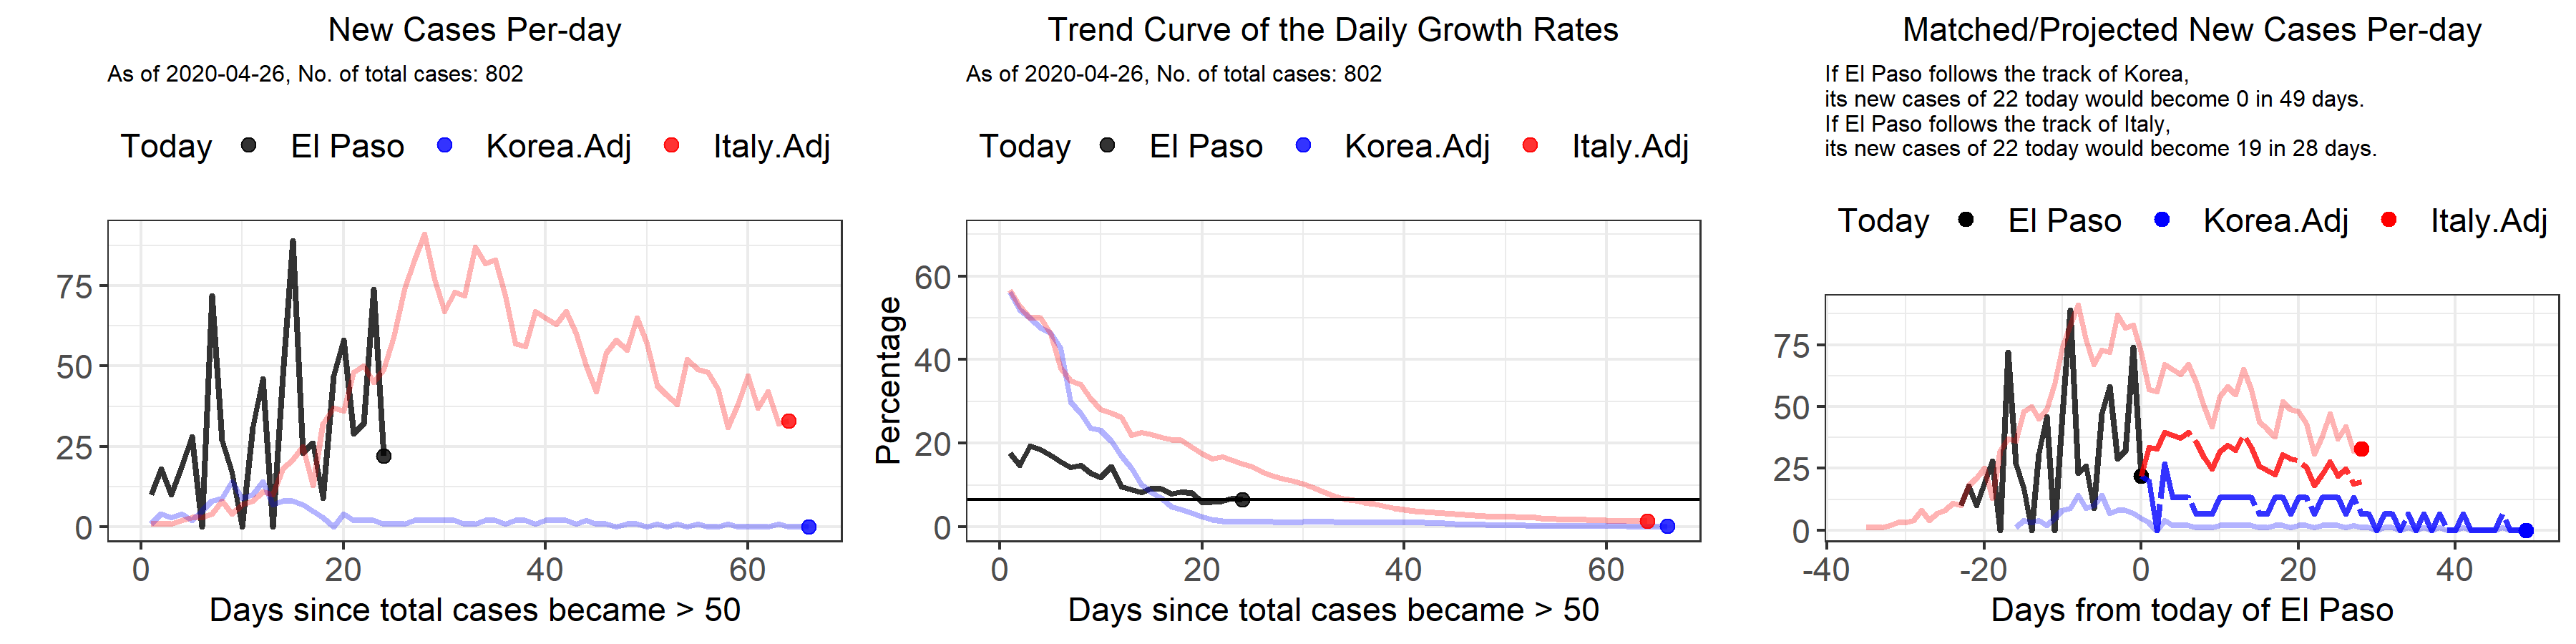 New Cases Per-day
As of 2020-04-26, No. of total cases: 802
Today El Paso Korea.Adj Italy.Adj
75
50
25
0
0 20 40 60
Days since total cases became > 50
Trend Curve of the Daily Growth Rates
As of 2020-04-26, No. of total cases: 802
Today El Paso Korea.Adj Italy.Adj
Percentage
60
40
20
0
0 20 40 60
Days since total cases became > 50
Matched/Projected New Cases Per-day
If El Paso follows the track of Korea,
its new cases of 22 today would become 0 in 49 days.
If El Paso follows the track of Italy,
its new cases of 22 today would become 19 in 28 days.
Today El Paso Korea.Adj Italy.Adj
75
50
25
0
-40 -20 0 20 40
Days from today of El Paso